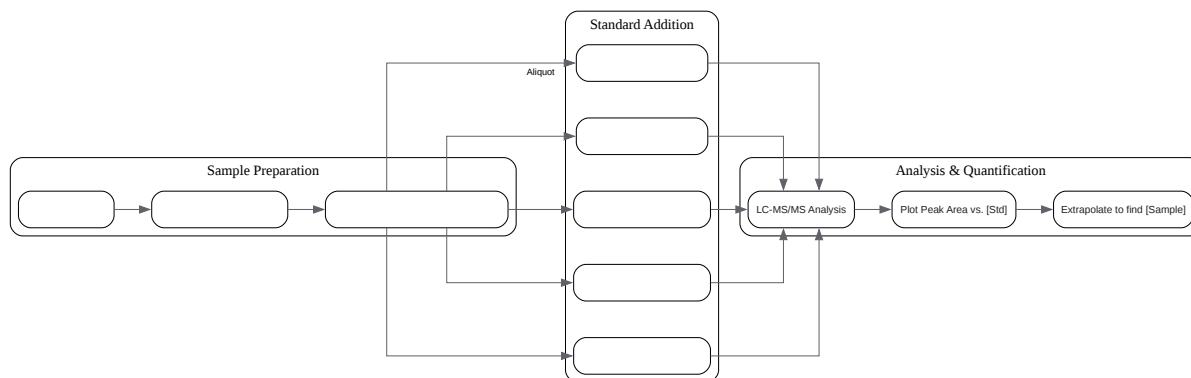 Standard Addition
Aliquot
Sample Preparation
Analysis & Quantification
LC-MS/MS Analysis
Plot Peak Area vs. [Std]
Extrapolate to find [Sample]